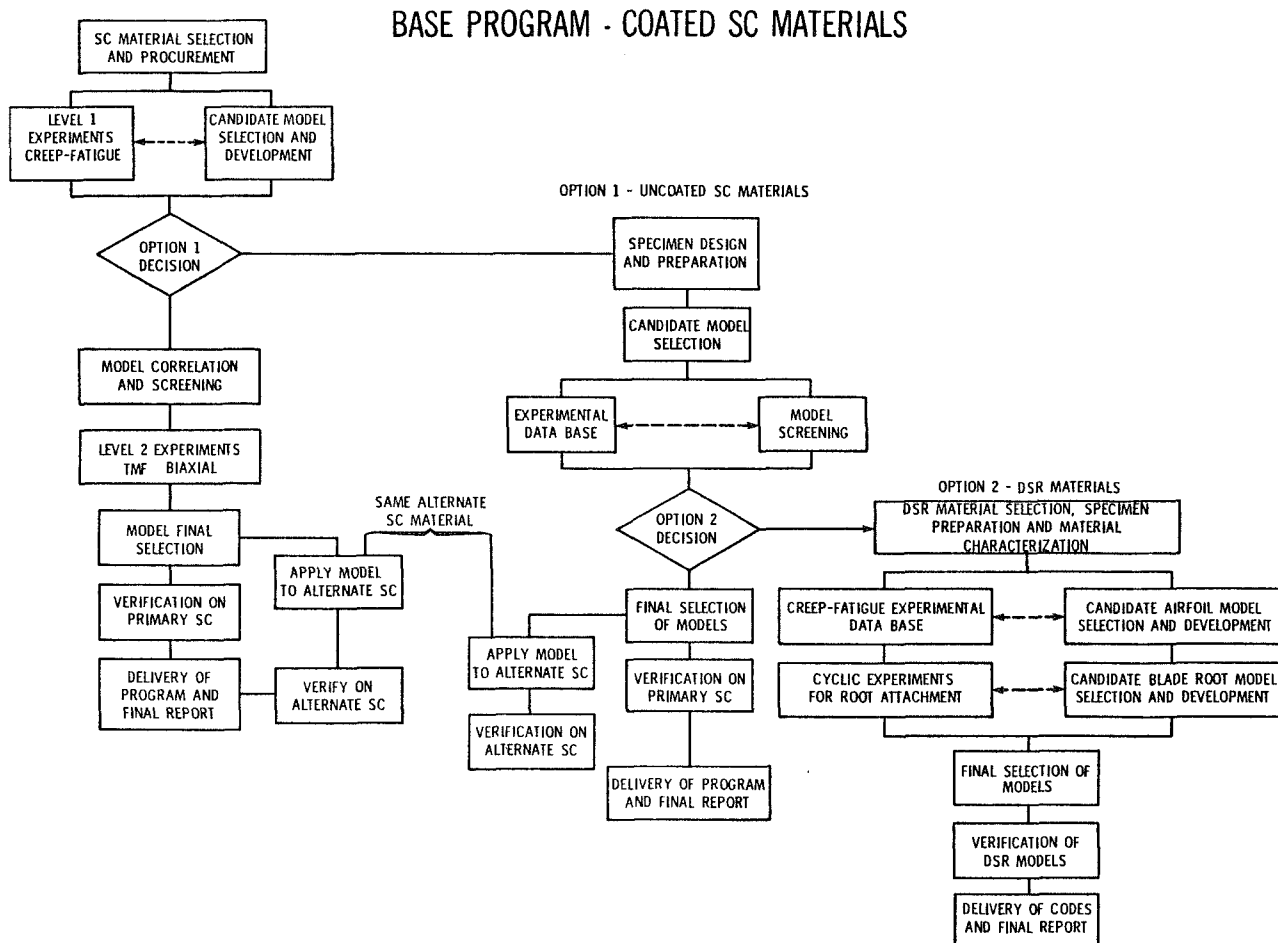 BASE PROGRAM - COATED SC MATERIALS
SC MATERIAL SELECTION
AND PROCUREMENT
LEVEL 1
EXPERIMENTS
CREEP-FATIGUE
CANDIDATE MODEL
SELECTION AND
DEVELOPMENT
OPTION 1
DECISION
MODEL CORRELATION
AND SCREENING
LEVEL 2 EXPERIMENTS
TMF BIAXIAL
MODEL FINAL
SELECTION
VERIFICATION ON
PRIMARY SC
DELIVERY OF
PROGRAM AND
FINAL REPORT
APPLY MODEL
TO ALTERNATE SC
VERIFY ON
ALTERNATE SC
SAME ALTERNATE
SC MATERIAL
OPTION 1 - UNCOATED SC MATERIALS
SPECIMEN DESIGN
AND PREPARATION
CANDIDATE MODEL
SELECTION
EXPERIMENTAL
DATA BASE
MODEL
SCREENING
OPTION 2
DECISION
FINAL SELECTION
OF MODELS
APPLY MODEL
TO ALTERNATE SC
VERIFICATION ON
ALTERNATE SC
VERIFICATION ON
PRIMARY SC
DELIVERY OF PROGRAM
AND FINAL REPORT
OPTION 2 - DSR MATERIALS
DSR MATERIAL SELECTION, SPECIMEN
PREPARATION AND MATERIAL
CHARACTERIZATION
CREEP-FATIGUE EXPERIMENTAL
DATA BASE
CANDIDATE AIRFOIL MODEL
SELECTION AND DEVELOPMENT
CYCLIC EXPERIMENTS
FOR ROOT ATTACHMENT
CANDIDATE BLADE ROOT MODEL
SELECTION AND DEVELOPMENT
FINAL SELECTION OF
MODELS
VERIFICATION OF
DSR MODELS
DELIVERY OF CODES
AND FINAL REPORT